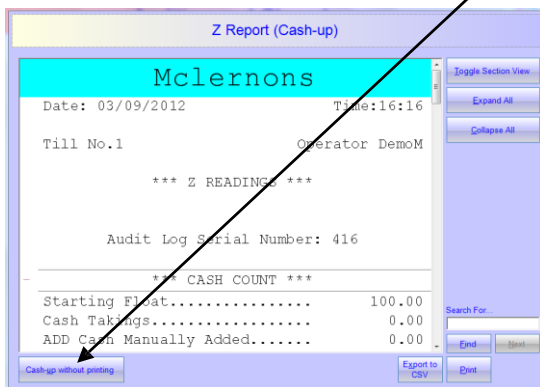 Z Report (Cash-up)
Mclernons
Date: 03/09/2012 Time:16:16
Till No.1 Operator DemoM
*** Z READINGS ***
Audit Log Serial Number: 416
*** CASH COUNT ***
Starting Float................ 100.00
Cash Takings.................. 0.00
ADD Cash Manually Added....... 0.00
Toggle Section View
Expand All
Collapse All
Search For...
Find Next
Cash-up without printing
Export to
CSV
Print